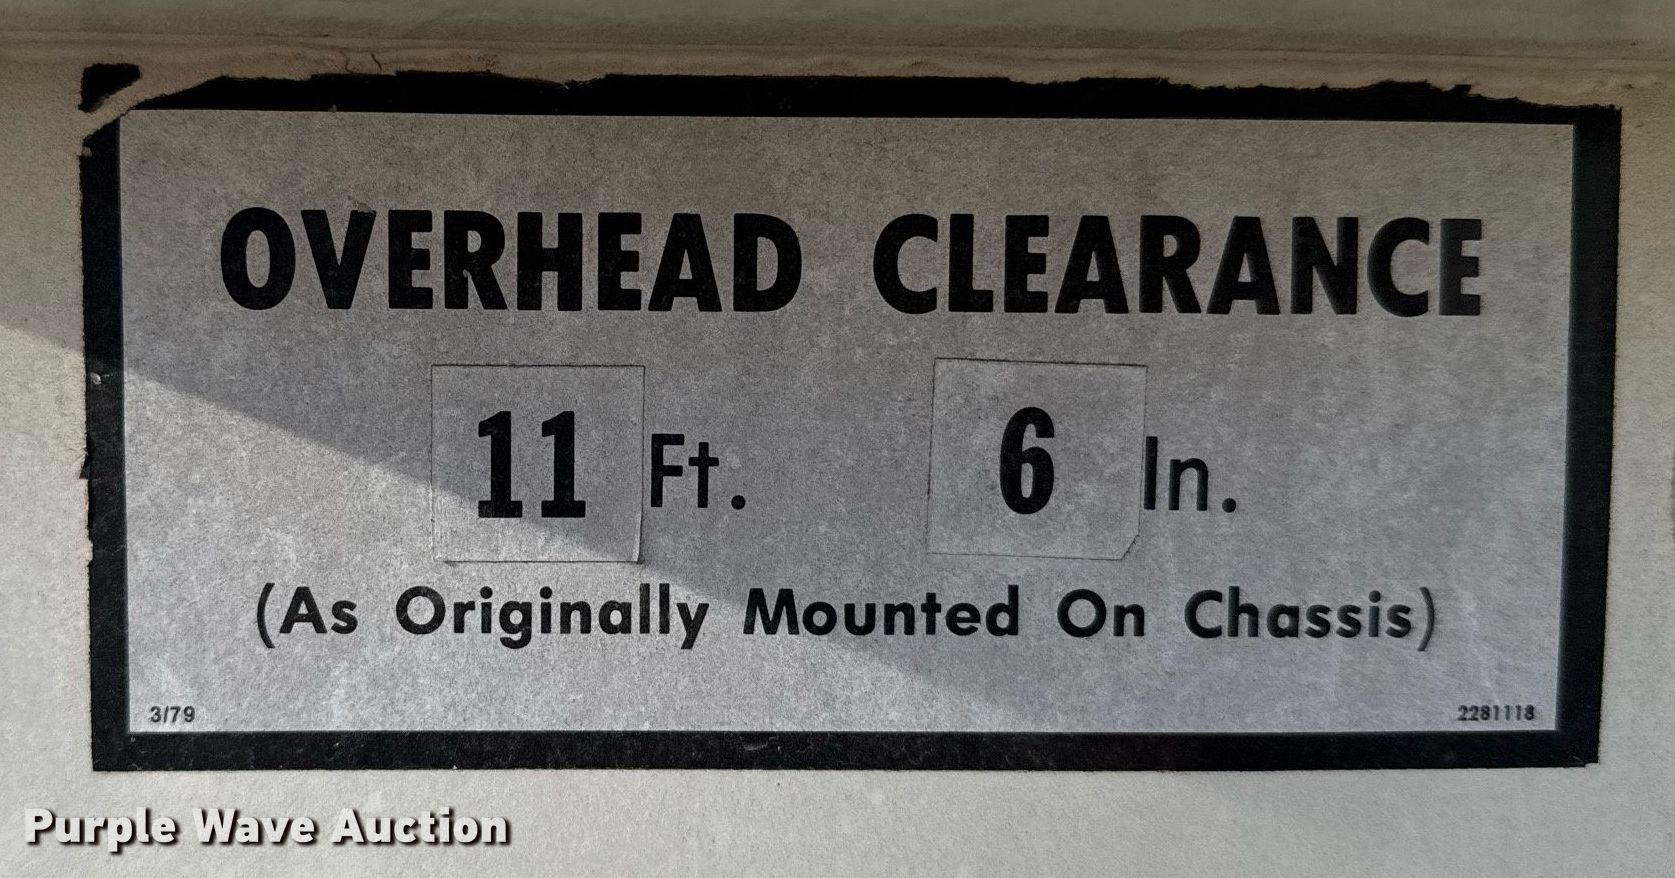 OVERHEAD CLEARANCE
11 Ft. 6 In.
(As Originally Mounted On Chassis)
3/79 2281118
Purple Wave Auction